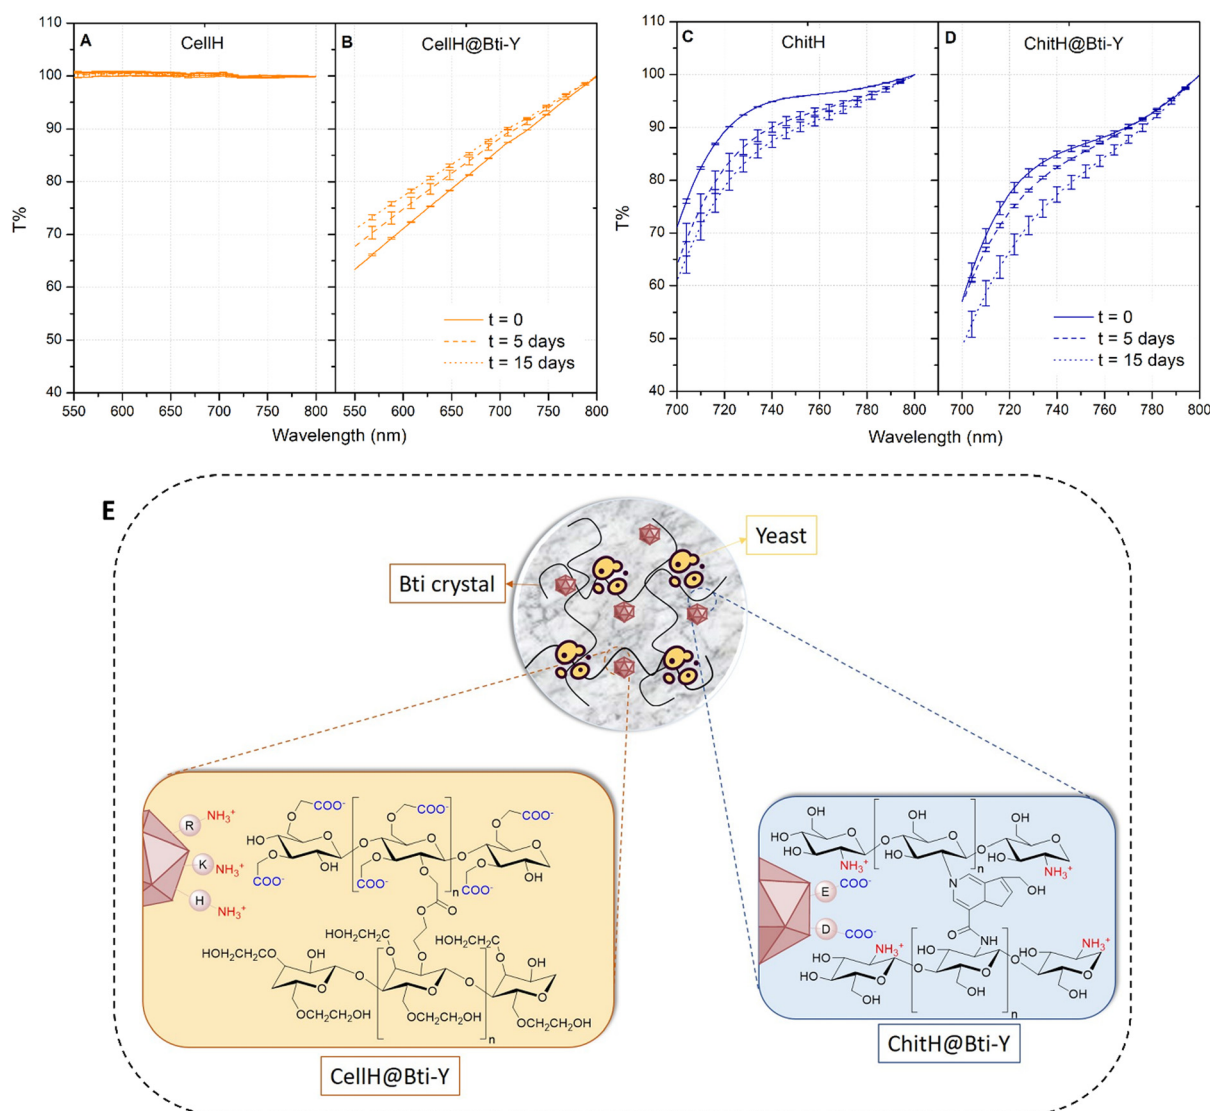 A CellH
B CellH@Bti-Y
110
100
90
80
70
60
50
40
T%
t = 0
t = 5 days
t = 15 days
550 600 650 700 750 800
550 600 650 700 750 800
Wavelength (nm)
C ChitH
D ChitH@Bti-Y
110
100
90
80
70
60
50
40
T%
t = 0
t = 5 days
t = 15 days
700 720 740 760 780 800
700 720 740 760 780 800
Wavelength (nm)
E
Yeast
Bti crystal
R NH₃⁺
K NH₃⁺
H NH₃⁺
COO⁻ COO⁻ COO⁻
O O O
HO O O O O O
O OH O O O
COO⁻ COO⁻ COO⁻ OH
n
O
O
HOH₂CH₂C HOH₂CH₂C
HOH₂CH₂C O OH O O O OH
O O O O O
OCH₂CH₂OH OCH₂CH₂OH OCH₂CH₂OH
n
CellH@Bti-Y
OH OH OH
HO O O O O O
HO HO HO
NH₃⁺ NH₃⁺
n
N OH
E COO⁻
D COO⁻
O NH
HO NH₃⁺ HO HO NH₃⁺
HO O O O O O
OH OH OH
n
ChitH@Bti-Y